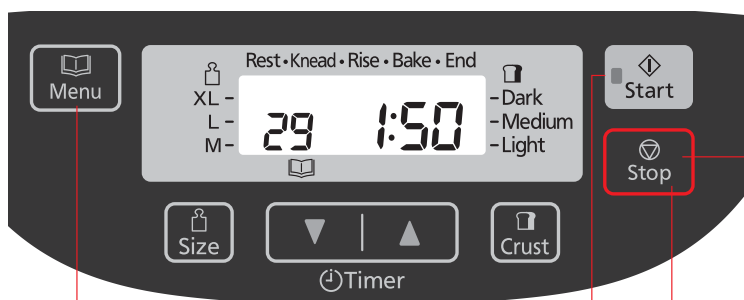 Menu
Rest • Knead • Rise • Bake • End
XL –
L –
M –
29 1:50
– Dark
– Medium
– Light
Start
Stop
Size
Timer
Crust